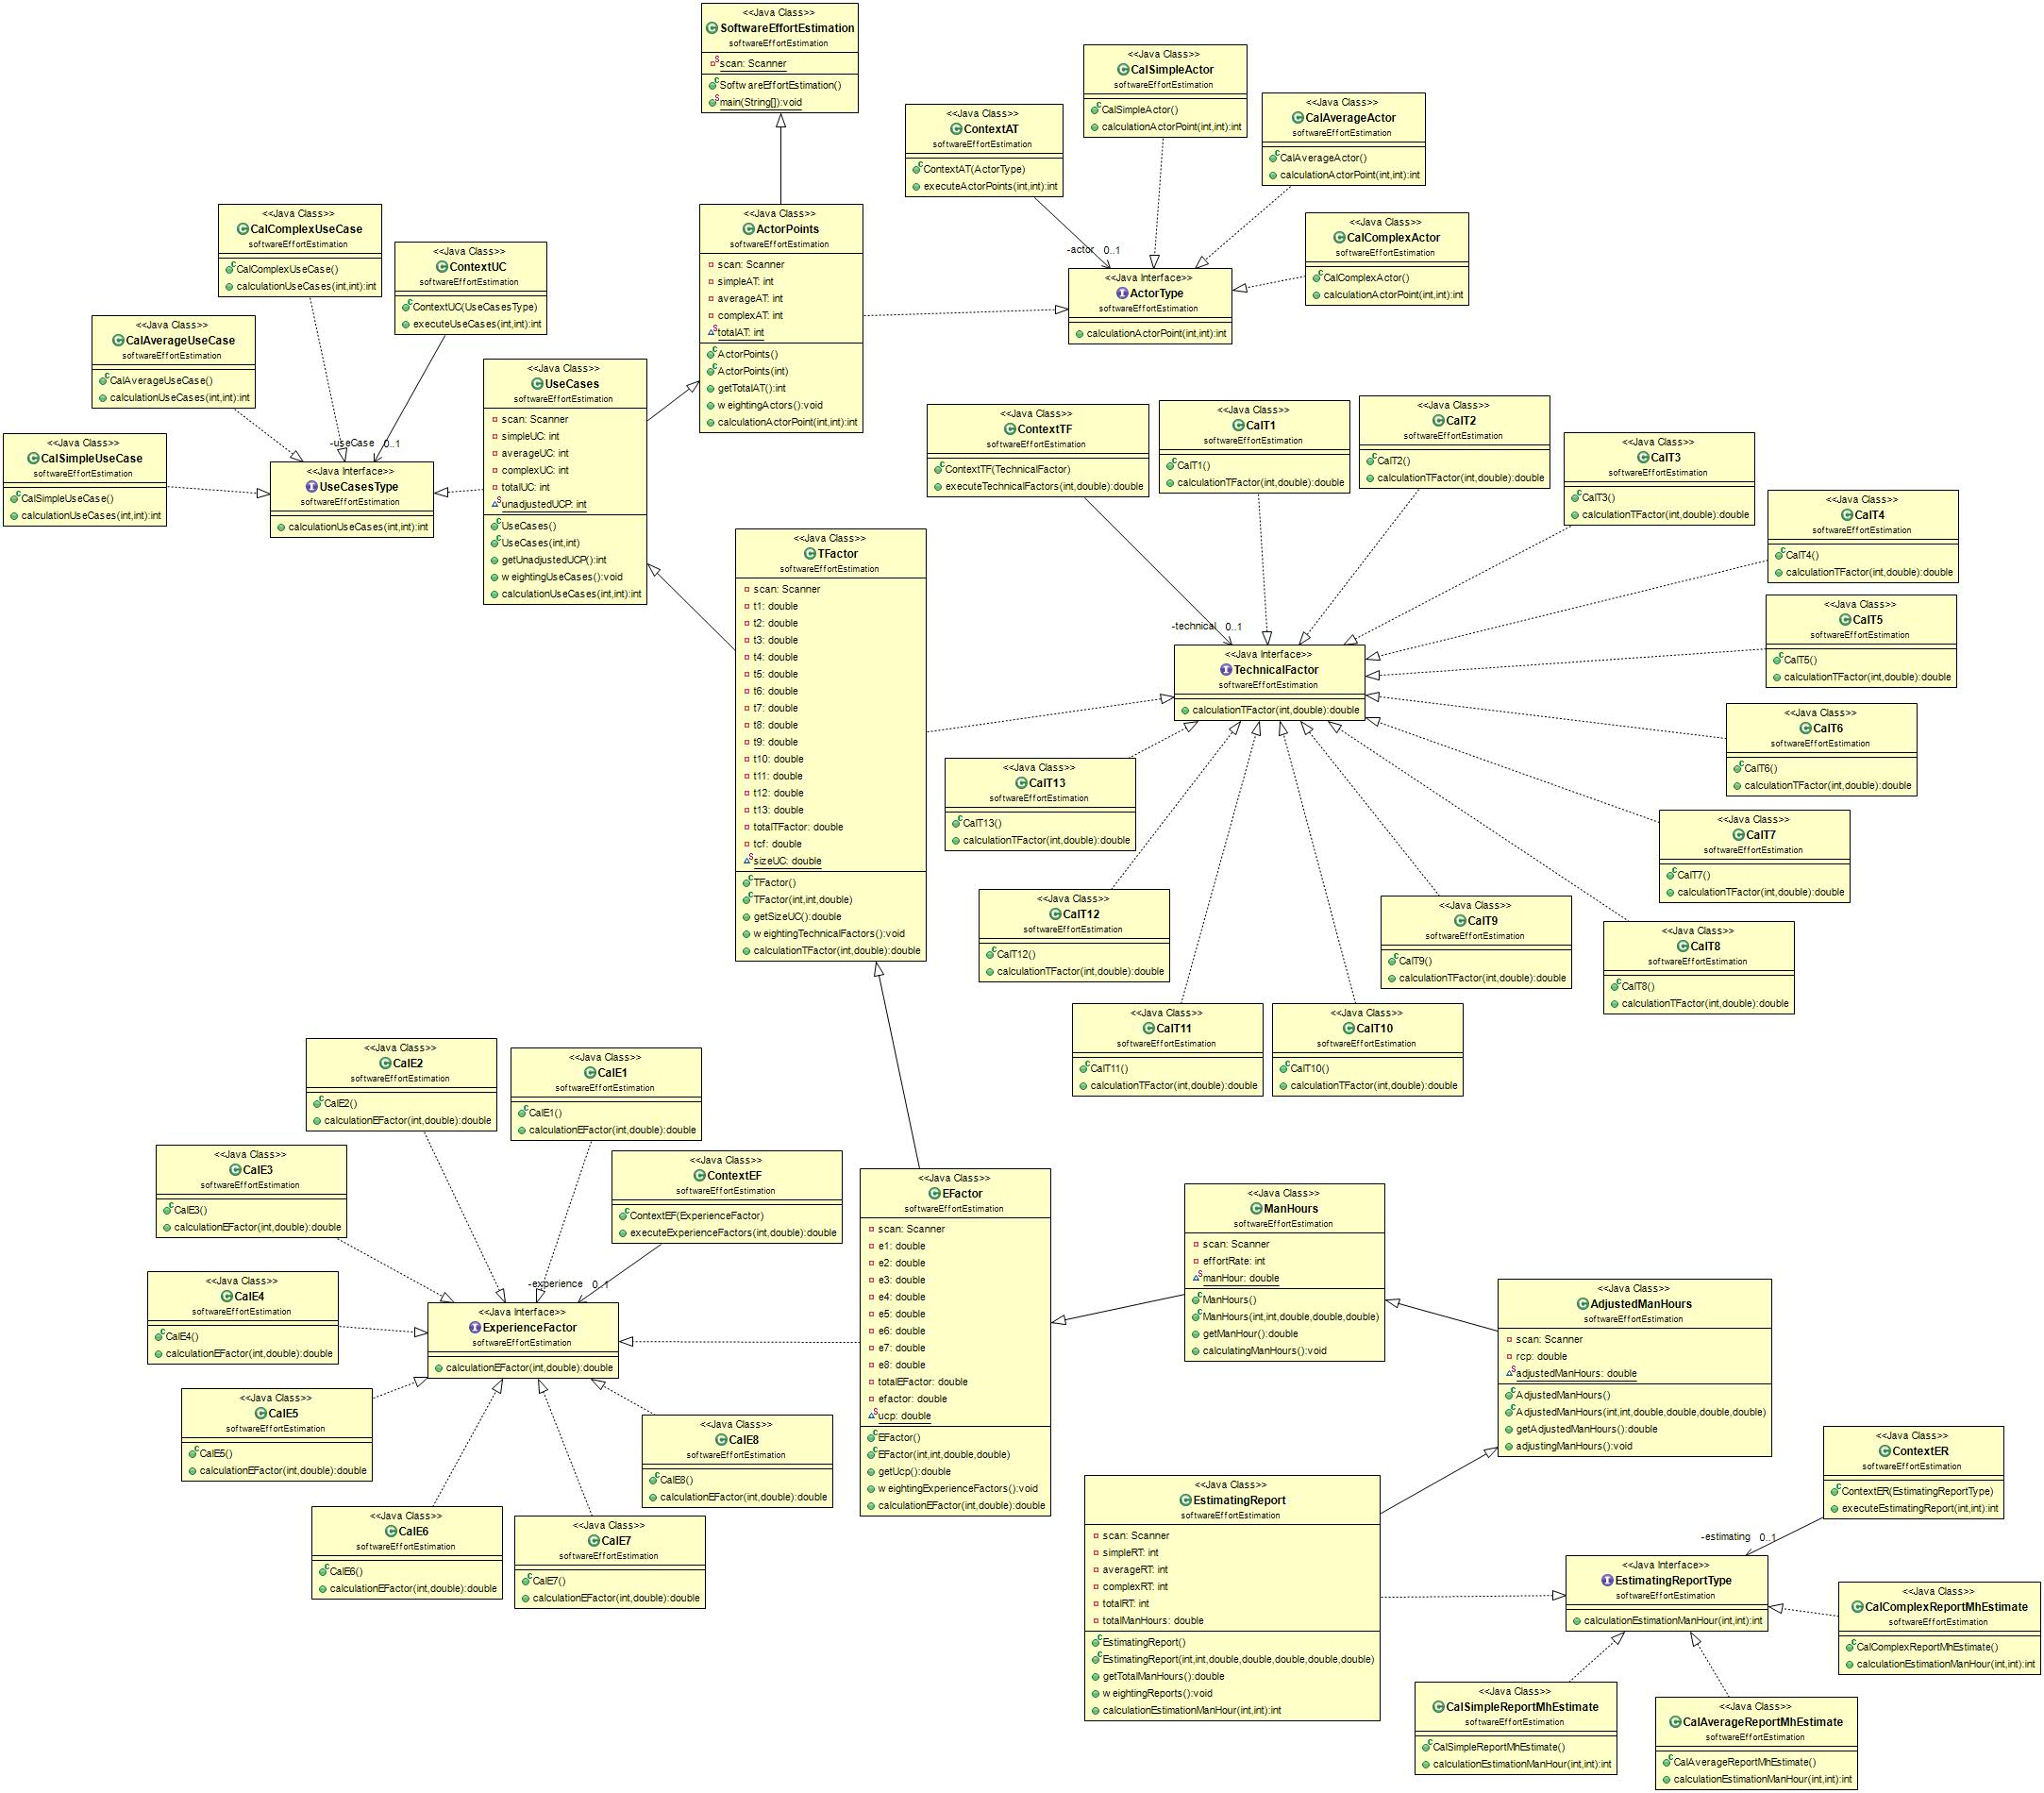 <<Java Class>>
SoftwareEffortEstimation
softwareEffortEstimation
scan: Scanner
SoftwareEffortEstimation()
main(String[]):void
<<Java Class>>
CalSimpleActor
softwareEffortEstimation
CalSimpleActor()
calculationActorPoint(int,int):int
<<Java Class>>
ContextAT
softwareEffortEstimation
ContextAT(ActorType)
executeActorPoints(int,int):int
<<Java Class>>
CalAverageActor
softwareEffortEstimation
CalAverageActor()
calculationActorPoint(int,int):int
<<Java Class>>
CalComplexActor
softwareEffortEstimation
CalComplexActor()
calculationActorPoint(int,int):int
-actor 0..1
<<Java Interface>>
ActorType
softwareEffortEstimation
calculationActorPoint(int,int):int
<<Java Class>>
ActorPoints
softwareEffortEstimation
scan: Scanner
simpleAT: int
averageAT: int
complexAT: int
totalAT: int
ActorPoints()
ActorPoints(int)
getTotalAT():int
weightingActors():void
calculationActorPoint(int,int):int
<<Java Class>>
CalComplexUseCase
softwareEffortEstimation
CalComplexUseCase()
calculationUseCases(int,int):int
<<Java Class>>
ContextUC
softwareEffortEstimation
ContextUC(UseCasesType)
executeUseCases(int,int):int
<<Java Class>>
CalAverageUseCase
softwareEffortEstimation
CalAverageUseCase()
calculationUseCases(int,int):int
<<Java Class>>
CalSimpleUseCase
softwareEffortEstimation
CalSimpleUseCase()
calculationUseCases(int,int):int
-useCase 0..1
<<Java Interface>>
UseCasesType
softwareEffortEstimation
calculationUseCases(int,int):int
<<Java Class>>
UseCases
softwareEffortEstimation
scan: Scanner
simpleUC: int
averageUC: int
complexUC: int
totalUC: int
unadjustedUCP: int
UseCases()
UseCases(int,int)
getUnadjustedUCP():int
weightingUseCases():void
calculationUseCases(int,int):int
<<Java Class>>
TFactor
softwareEffortEstimation
scan: Scanner
t1: double
t2: double
t3: double
t4: double
t5: double
t6: double
t7: double
t8: double
t9: double
t10: double
t11: double
t12: double
t13: double
totalTFactor: double
tcf: double
sizeUC: double
TFactor()
TFactor(int,int,double)
getSizeUC():double
weightingTechnicalFactors():void
calculationTFactor(int,double):double
<<Java Class>>
ContextTF
softwareEffortEstimation
ContextTF(TechnicalFactor)
executeTechnicalFactors(int,double):double
<<Java Class>>
CalT1
softwareEffortEstimation
CalT1()
calculationTFactor(int,double):double
<<Java Class>>
CalT2
softwareEffortEstimation
CalT2()
calculationTFactor(int,double):double
<<Java Class>>
CalT3
softwareEffortEstimation
CalT3()
calculationTFactor(int,double):double
<<Java Class>>
CalT4
softwareEffortEstimation
CalT4()
calculationTFactor(int,double):double
<<Java Class>>
CalT5
softwareEffortEstimation
CalT5()
calculationTFactor(int,double):double
-technical 0..1
<<Java Interface>>
TechnicalFactor
softwareEffortEstimation
calculationTFactor(int,double):double
<<Java Class>>
CalT6
softwareEffortEstimation
CalT6()
calculationTFactor(int,double):double
<<Java Class>>
CalT7
softwareEffortEstimation
CalT7()
calculationTFactor(int,double):double
<<Java Class>>
CalT8
softwareEffortEstimation
CalT8()
calculationTFactor(int,double):double
<<Java Class>>
CalT9
softwareEffortEstimation
CalT9()
calculationTFactor(int,double):double
<<Java Class>>
CalT10
softwareEffortEstimation
CalT10()
calculationTFactor(int,double):double
<<Java Class>>
CalT11
softwareEffortEstimation
CalT11()
calculationTFactor(int,double):double
<<Java Class>>
CalT12
softwareEffortEstimation
CalT12()
calculationTFactor(int,double):double
<<Java Class>>
CalT13
softwareEffortEstimation
CalT13()
calculationTFactor(int,double):double
<<Java Class>>
CalE2
softwareEffortEstimation
CalE2()
calculationEFactor(int,double):double
<<Java Class>>
CalE1
softwareEffortEstimation
CalE1()
calculationEFactor(int,double):double
<<Java Class>>
CalE3
softwareEffortEstimation
CalE3()
calculationEFactor(int,double):double
<<Java Class>>
ContextEF
softwareEffortEstimation
ContextEF(ExperienceFactor)
executeExperienceFactors(int,double):double
<<Java Class>>
CalE4
softwareEffortEstimation
CalE4()
calculationEFactor(int,double):double
-experience 0..1
<<Java Interface>>
ExperienceFactor
softwareEffortEstimation
calculationEFactor(int,double):double
<<Java Class>>
CalE5
softwareEffortEstimation
CalE5()
calculationEFactor(int,double):double
<<Java Class>>
CalE8
softwareEffortEstimation
CalE8()
calculationEFactor(int,double):double
<<Java Class>>
CalE6
softwareEffortEstimation
CalE6()
calculationEFactor(int,double):double
<<Java Class>>
CalE7
softwareEffortEstimation
CalE7()
calculationEFactor(int,double):double
<<Java Class>>
EFactor
softwareEffortEstimation
scan: Scanner
e1: double
e2: double
e3: double
e4: double
e5: double
e6: double
e7: double
e8: double
totalEFactor: double
efactor: double
ucp: double
EFactor()
EFactor(int,int,double,double)
getUcp():double
weightingExperienceFactors():void
calculationEFactor(int,double):double
<<Java Class>>
ManHours
softwareEffortEstimation
scan: Scanner
effortRate: int
manHour: double
ManHours()
ManHours(int,int,double,double,double)
getManHour():double
calculatingManHours():void
<<Java Class>>
AdjustedManHours
softwareEffortEstimation
scan: Scanner
rcp: double
adjustedManHours: double
AdjustedManHours()
AdjustedManHours(int,int,double,double,double,double)
getAdjustedManHours():double
adjustingManHours():void
<<Java Class>>
EstimatingReport
softwareEffortEstimation
scan: Scanner
simpleRT: int
averageRT: int
complexRT: int
totalRT: int
totalManHours: double
EstimatingReport()
EstimatingReport(int,int,double,double,double,double,double)
getTotalManHours():double
weightingReports():void
calculationEstimationManHour(int,int):int
<<Java Class>>
ContextER
softwareEffortEstimation
ContextER(EstimatingReportType)
executeEstimatingReport(int,int):int
-estimating 0..1
<<Java Interface>>
EstimatingReportType
softwareEffortEstimation
calculationEstimationManHour(int,int):int
<<Java Class>>
CalComplexReportMhEstimate
softwareEffortEstimation
CalComplexReportMhEstimate()
calculationEstimationManHour(int,int):int
<<Java Class>>
CalSimpleReportMhEstimate
softwareEffortEstimation
CalSimpleReportMhEstimate()
calculationEstimationManHour(int,int):int
<<Java Class>>
CalAverageReportMhEstimate
softwareEffortEstimation
CalAverageReportMhEstimate()
calculationEstimationManHour(int,int):int